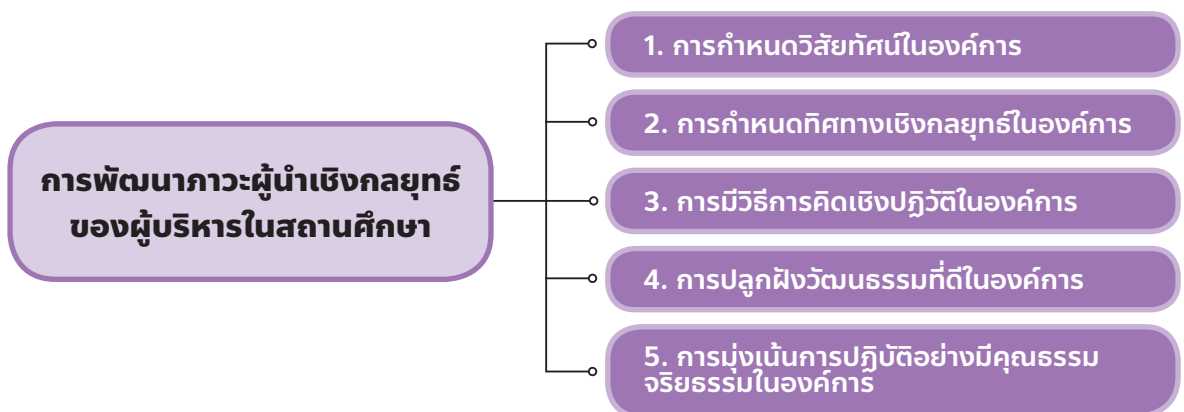 การพัฒนาภาวะผู้นำเชิงกลยุทธ์
ของผู้บริหารในสถานศึกษา
1. การกำหนดวิสัยทัศน์ในองค์การ
2. การกำหนดทิศทางเชิงกลยุทธ์ในองค์การ
3. การมีวิธีการคิดเชิงปฏิวัติในองค์การ
4. การปลูกฝังวัฒนธรรมที่ดีในองค์การ
5. การมุ่งเน้นการปฏิบัติอย่างมีคุณธรรม
จริยธรรมในองค์การ